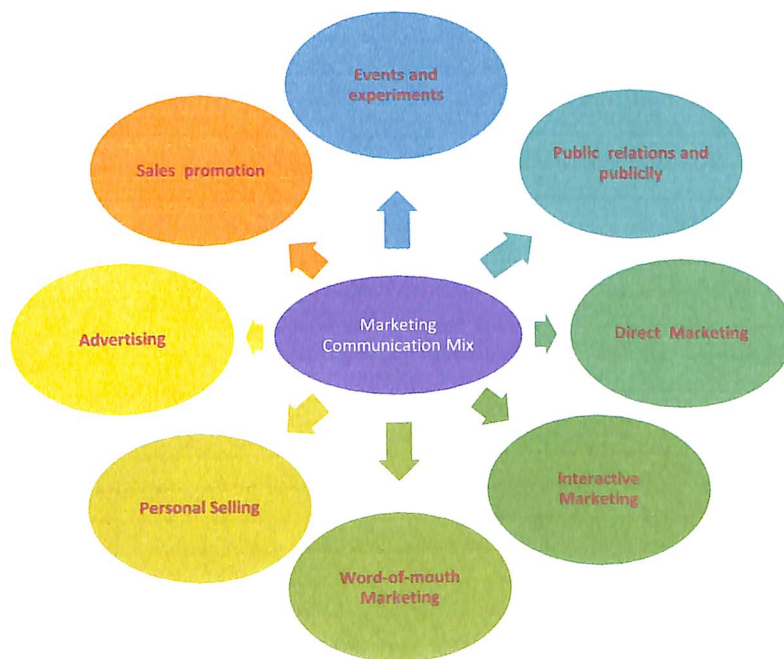 Events and
experiments
Public relations and
publicily
Sales promotion
Marketing
Communication Mix
Advertising
Direct Marketing
Interactive
Marketing
Personal Selling
Word-of-mouth
Marketing